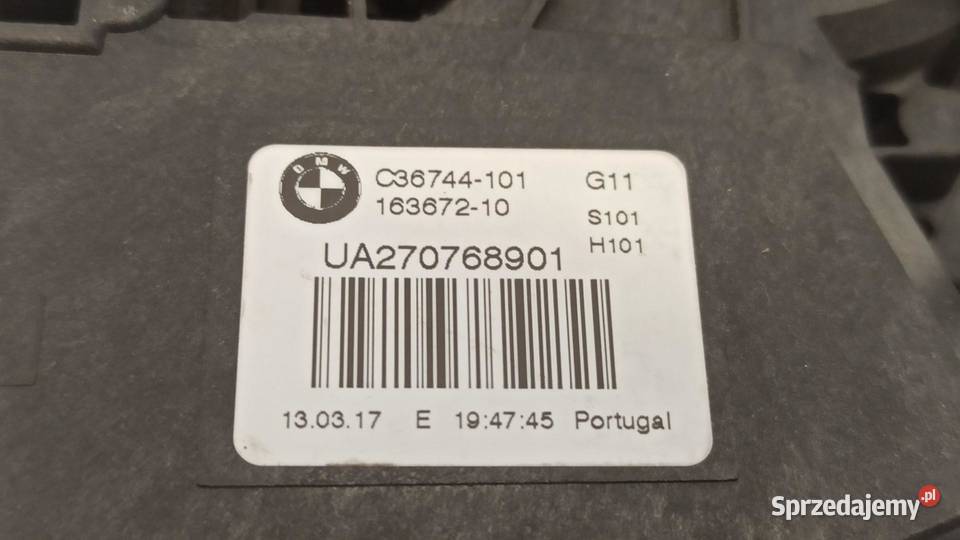 BMW
C36744-101 G11
163672-10 S101
H101
UA270768901
13.03.17 E 19:47:45 Portugal
Sprzedajemy.pl